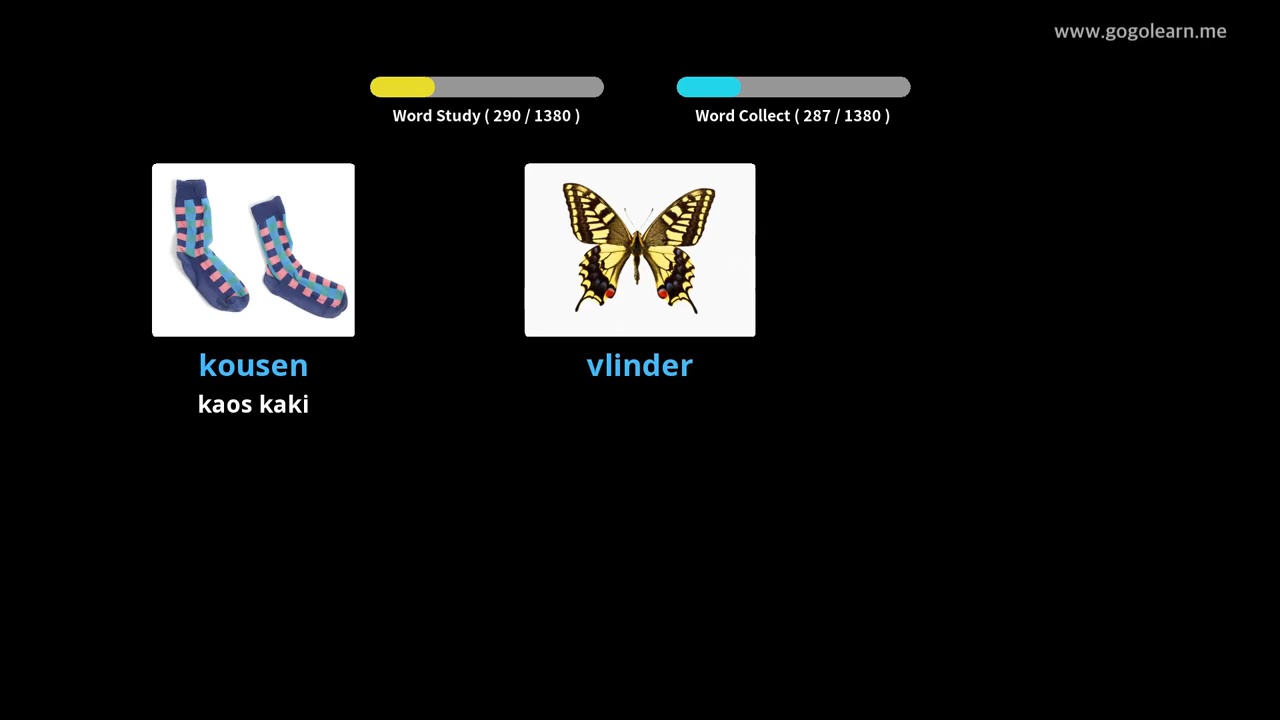 www.gogolearn.me
Word Study ( 290 / 1380 )
Word Collect ( 287 / 1380 )
kousen
kaos kaki
vlinder